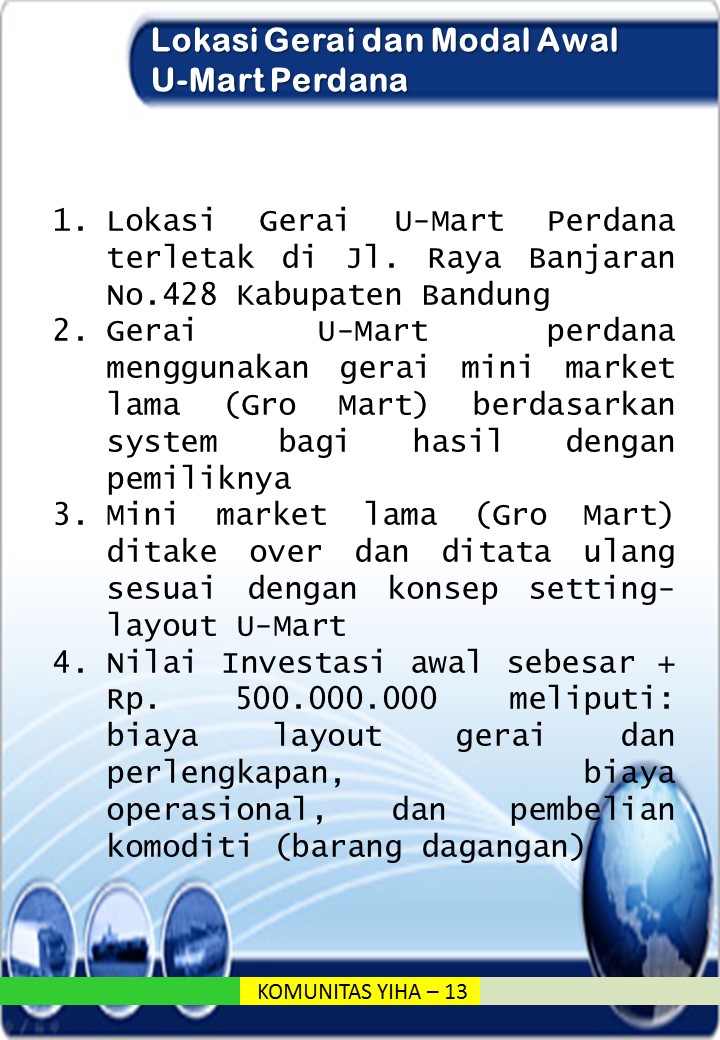 Lokasi Gerai dan Modal Awal
U-Mart Perdana
1. Lokasi Gerai U-Mart Perdana
terletak di Jl. Raya Banjaran
No.428 Kabupaten Bandung
2. Gerai U-Mart perdana
menggunakan gerai mini market
lama (Gro Mart) berdasarkan
system bagi hasil dengan
pemiliknya
3. Mini market lama (Gro Mart)
ditake over dan ditata ulang
sesuai dengan konsep setting-
layout U-Mart
4. Nilai Investasi awal sebesar +
Rp. 500.000.000 meliputi:
biaya layout gerai dan
perlengkapan, biaya
operasional, dan pembelian
komoditi (barang dagangan)
KOMUNITAS YIHA – 13